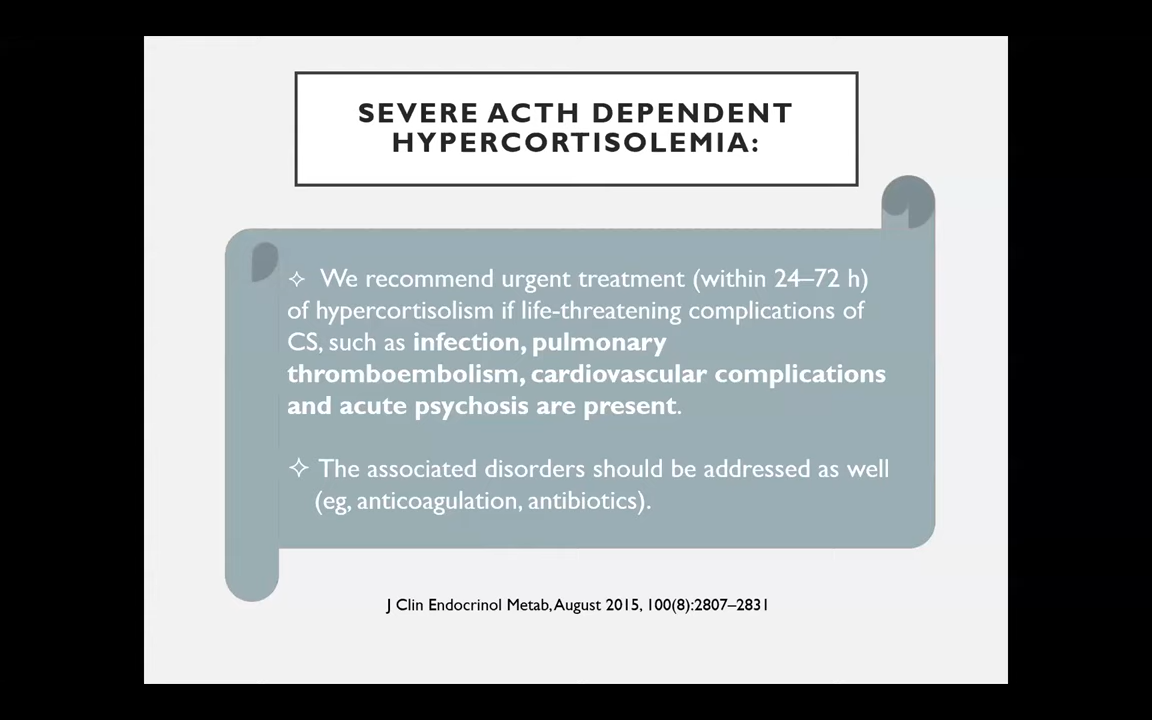 SEVERE ACTH DEPENDENT
HYPERCORTISOLEMIA:
✧ We recommend urgent treatment (within 24–72 h)
of hypercortisolism if life-threatening complications of
CS, such as infection, pulmonary
thromboembolism, cardiovascular complications
and acute psychosis are present.
✧ The associated disorders should be addressed as well
(eg, anticoagulation, antibiotics).
J Clin Endocrinol Metab, August 2015, 100(8):2807–2831